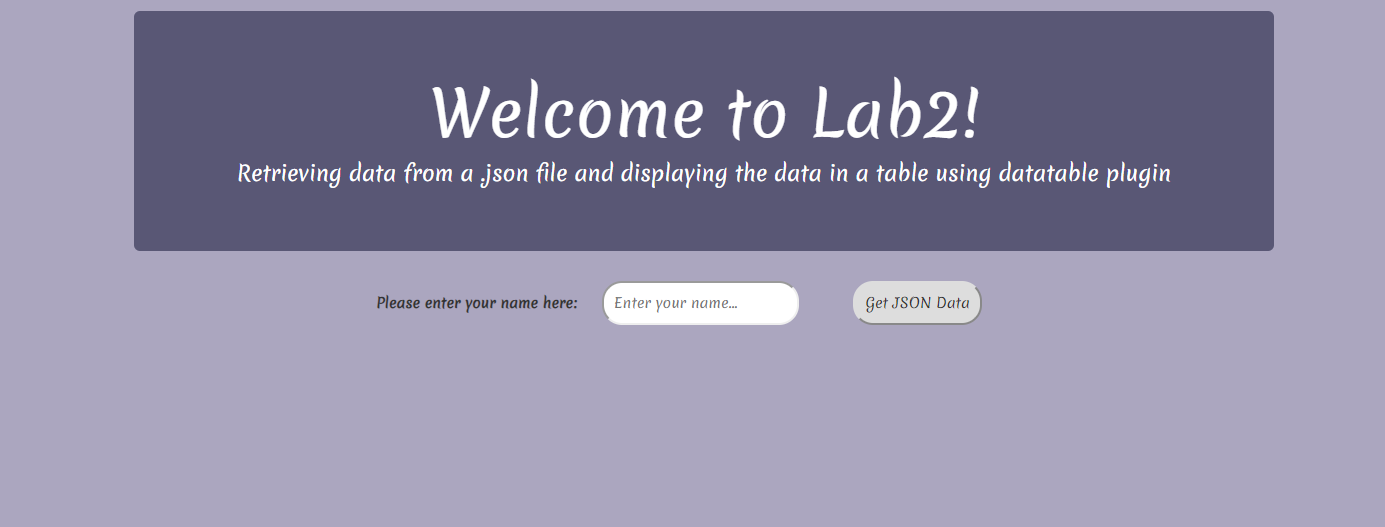 Welcome to Lab2!
Retrieving data from a .json file and displaying the data in a table using datatable plugin
Please enter your name here: Enter your name... Get JSON Data